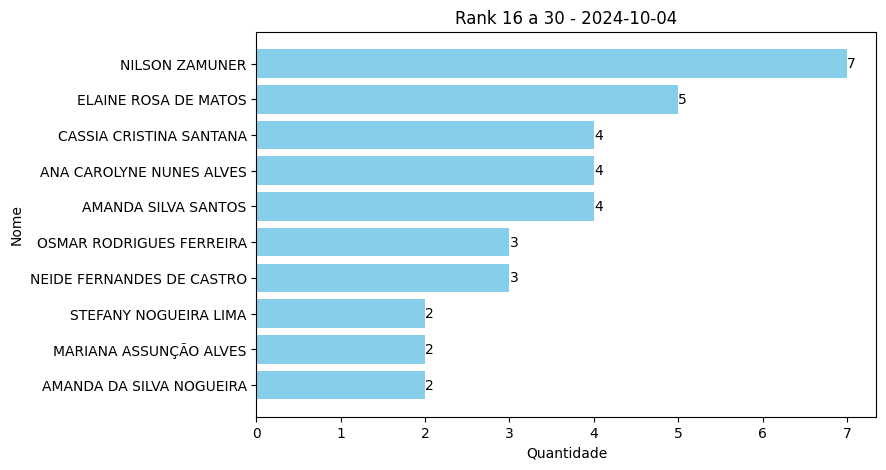 Rank 16 a 30 - 2024-10-04
Nome
NILSON ZAMUNER 7
ELAINE ROSA DE MATOS 5
CASSIA CRISTINA SANTANA 4
ANA CAROLYNE NUNES ALVES 4
AMANDA SILVA SANTOS 4
OSMAR RODRIGUES FERREIRA 3
NEIDE FERNANDES DE CASTRO 3
STEFANY NOGUEIRA LIMA 2
MARIANA ASSUNÇÃO ALVES 2
AMANDA DA SILVA NOGUEIRA 2
0 1 2 3 4 5 6 7
Quantidade